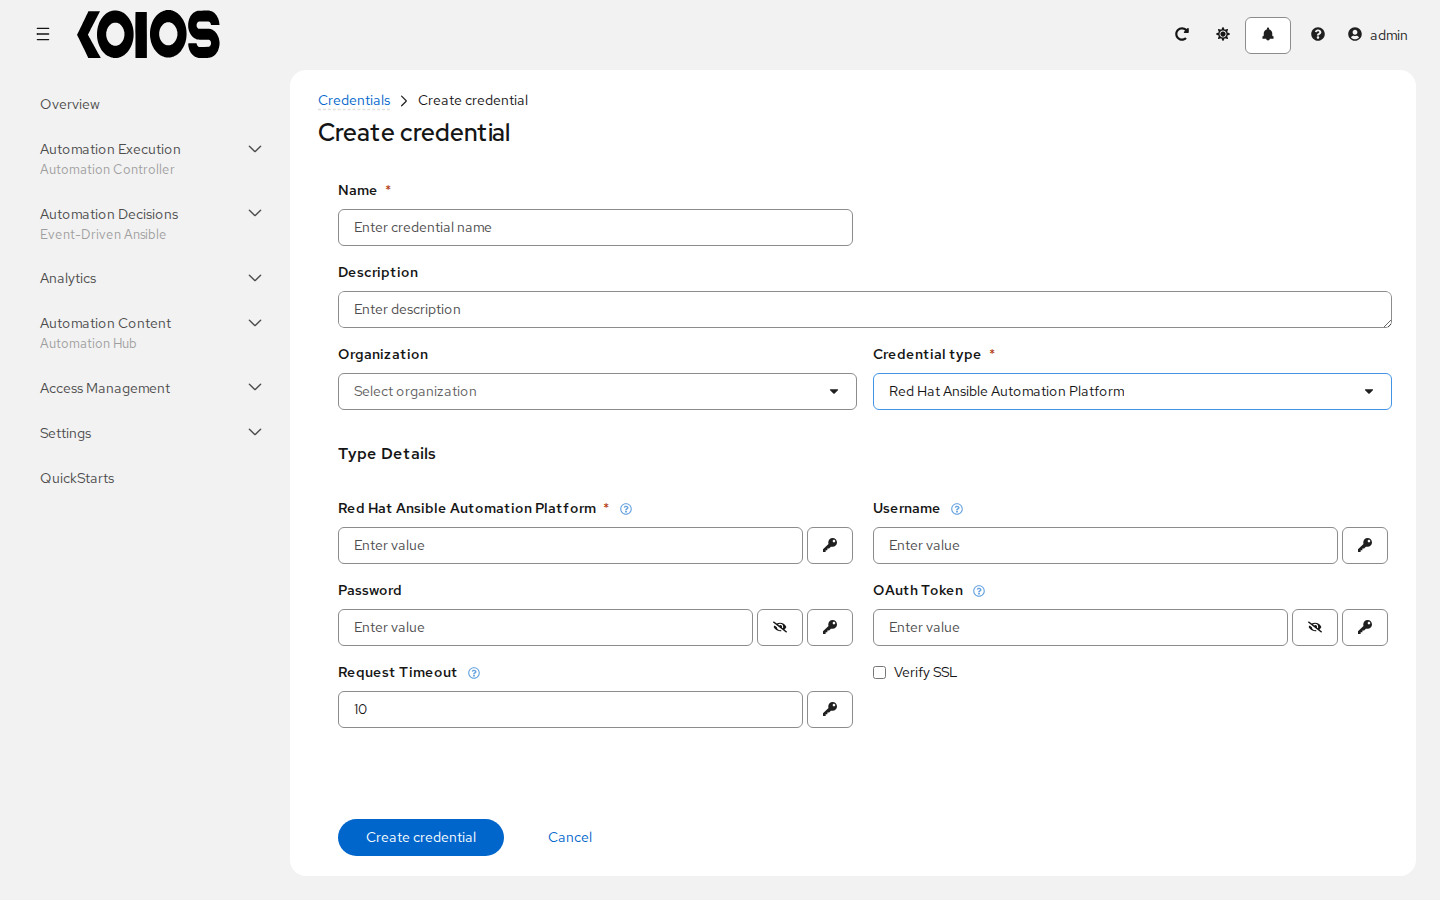 KOIOS
admin
Overview
Automation Execution
Automation Controller
Automation Decisions
Event-Driven Ansible
Analytics
Automation Content
Automation Hub
Access Management
Settings
QuickStarts
Credentials > Create credential
Create credential
Name *
Enter credential name
Description
Enter description
Organization
Credential type *
Select organization
Red Hat Ansible Automation Platform
Type Details
Red Hat Ansible Automation Platform *
Username
Enter value
Enter value
Password
OAuth Token
Enter value
Enter value
Request Timeout
Verify SSL
10
Create credential
Cancel